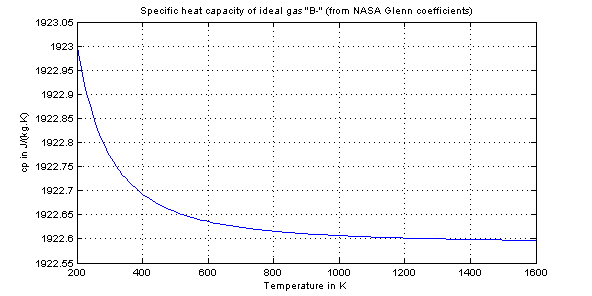 Specific heat capacity of ideal gas "B-" (from NASA Glenn coefficients)
1923.05
1923
1922.95
1922.9
1922.85
1922.8
1922.75
1922.7
1922.65
1922.6
1922.55
cp in J/(kg.K)
200 400 600 800 1000 1200 1400 1600
Temperature in K